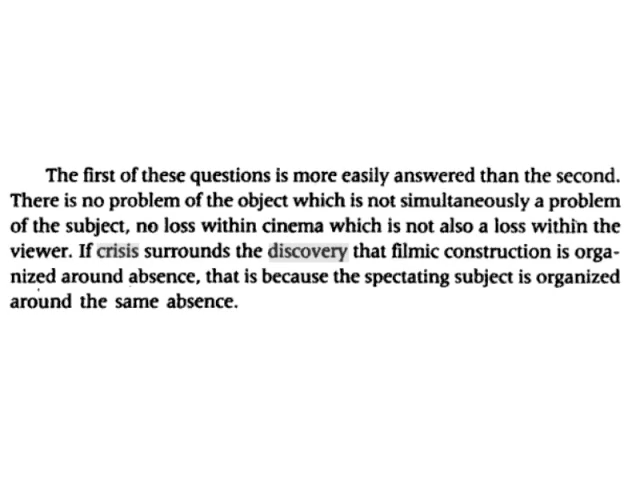 The first of these questions is more easily answered than the second.
There is no problem of the object which is not simultaneously a problem
of the subject, no loss within cinema which is not also a loss within the
viewer. If crisis surrounds the discovery that filmic construction is orga-
nized around absence, that is because the spectating subject is organized
around the same absence.